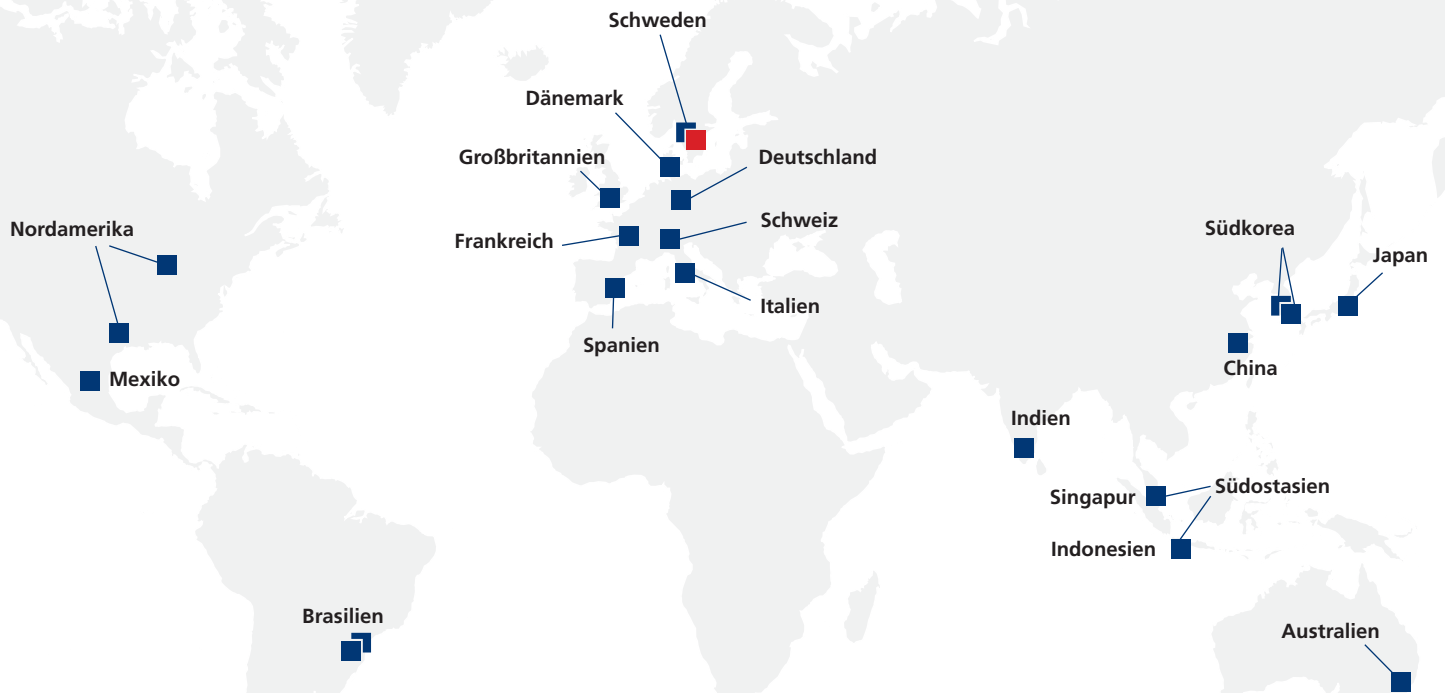 Schweden
Dänemark
Großbritannien
Deutschland
Schweiz
Frankreich
Nordamerika
Südkorea
Japan
Italien
Spanien
Mexiko
China
Indien
Singapur
Südostasien
Indonesien
Brasilien
Australien